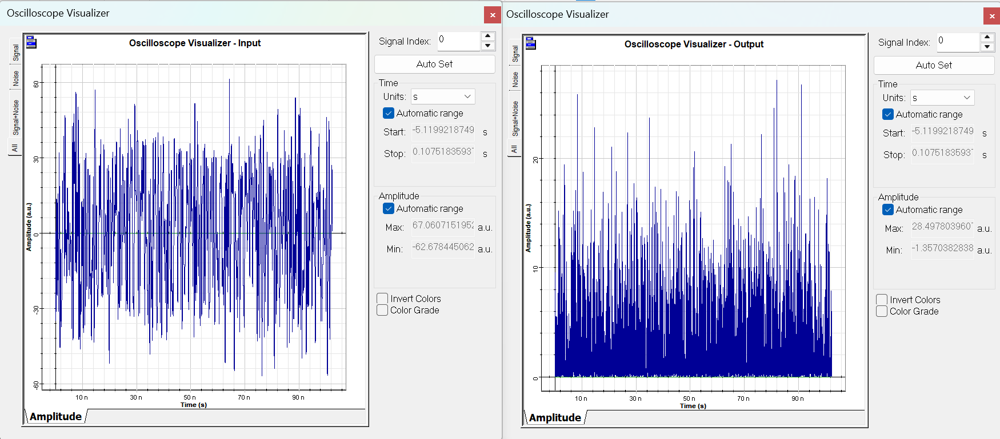 Oscilloscope Visualizer
x
Oscilloscope Visualizer - Input
Signal
Noise
Signal+Noise
All
Amplitude (a.u.)
60
30
0
-30
-60
10 n
30 n
50 n
70 n
90 n
Time (s)
Amplitude
Signal Index: 0
Auto Set
Time
Units: s
Automatic range
Start: -5.1199218749 s
Stop: 0.1075183593 s
Amplitude
Automatic range
Max: 67.060715195 a.u.
Min: -62.678445062 a.u.
Invert Colors
Color Grade
Oscilloscope Visualizer
x
Oscilloscope Visualizer - Output
Signal
Noise
Signal+Noise
All
Amplitude (a.u.)
20
10
0
10 n
30 n
50 n
70 n
90 n
Time (s)
Amplitude
Signal Index: 0
Auto Set
Time
Units: s
Automatic range
Start: -5.1199218749 s
Stop: 0.1075183593 s
Amplitude
Automatic range
Max: 28.497803960 a.u.
Min: -1.3570382838 a.u.
Invert Colors
Color Grade